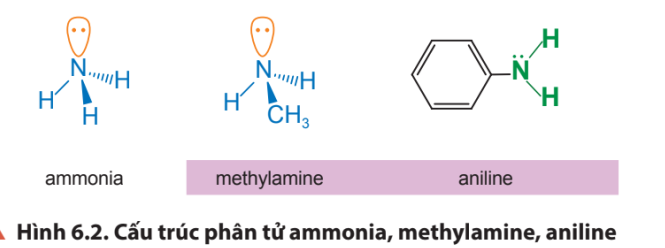 N H H H
N H H CH₃
N H H
ammonia methylamine aniline
Hình 6.2. Cấu trúc phân tử ammonia, methylamine, aniline